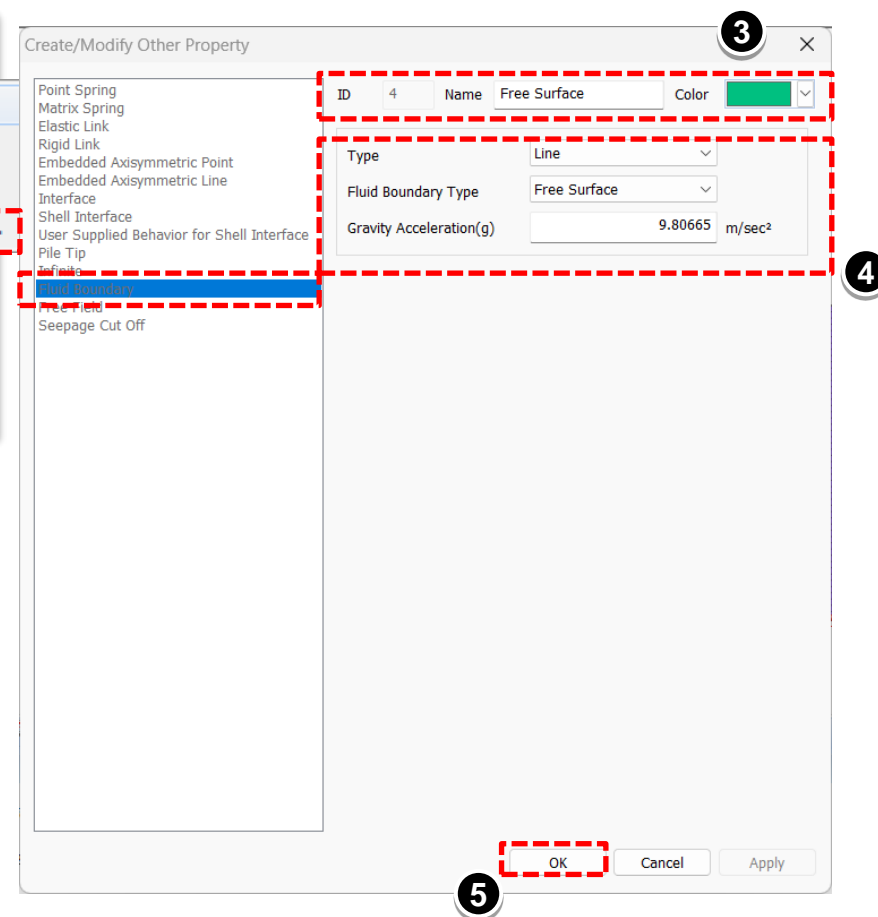 Create/Modify Other Property
3
Point Spring
Matrix Spring
Elastic Link
Rigid Link
Embedded Axisymmetric Point
Embedded Axisymmetric Line
Interface
Shell Interface
User Supplied Behavior for Shell Interface
Pile Tip
Infinite
Fluid Boundary
Free Field
Seepage Cut Off
ID 4 Name Free Surface Color
Type Line
Fluid Boundary Type Free Surface
Gravity Acceleration(g) 9.80665 m/sec²
4
OK Cancel Apply
5